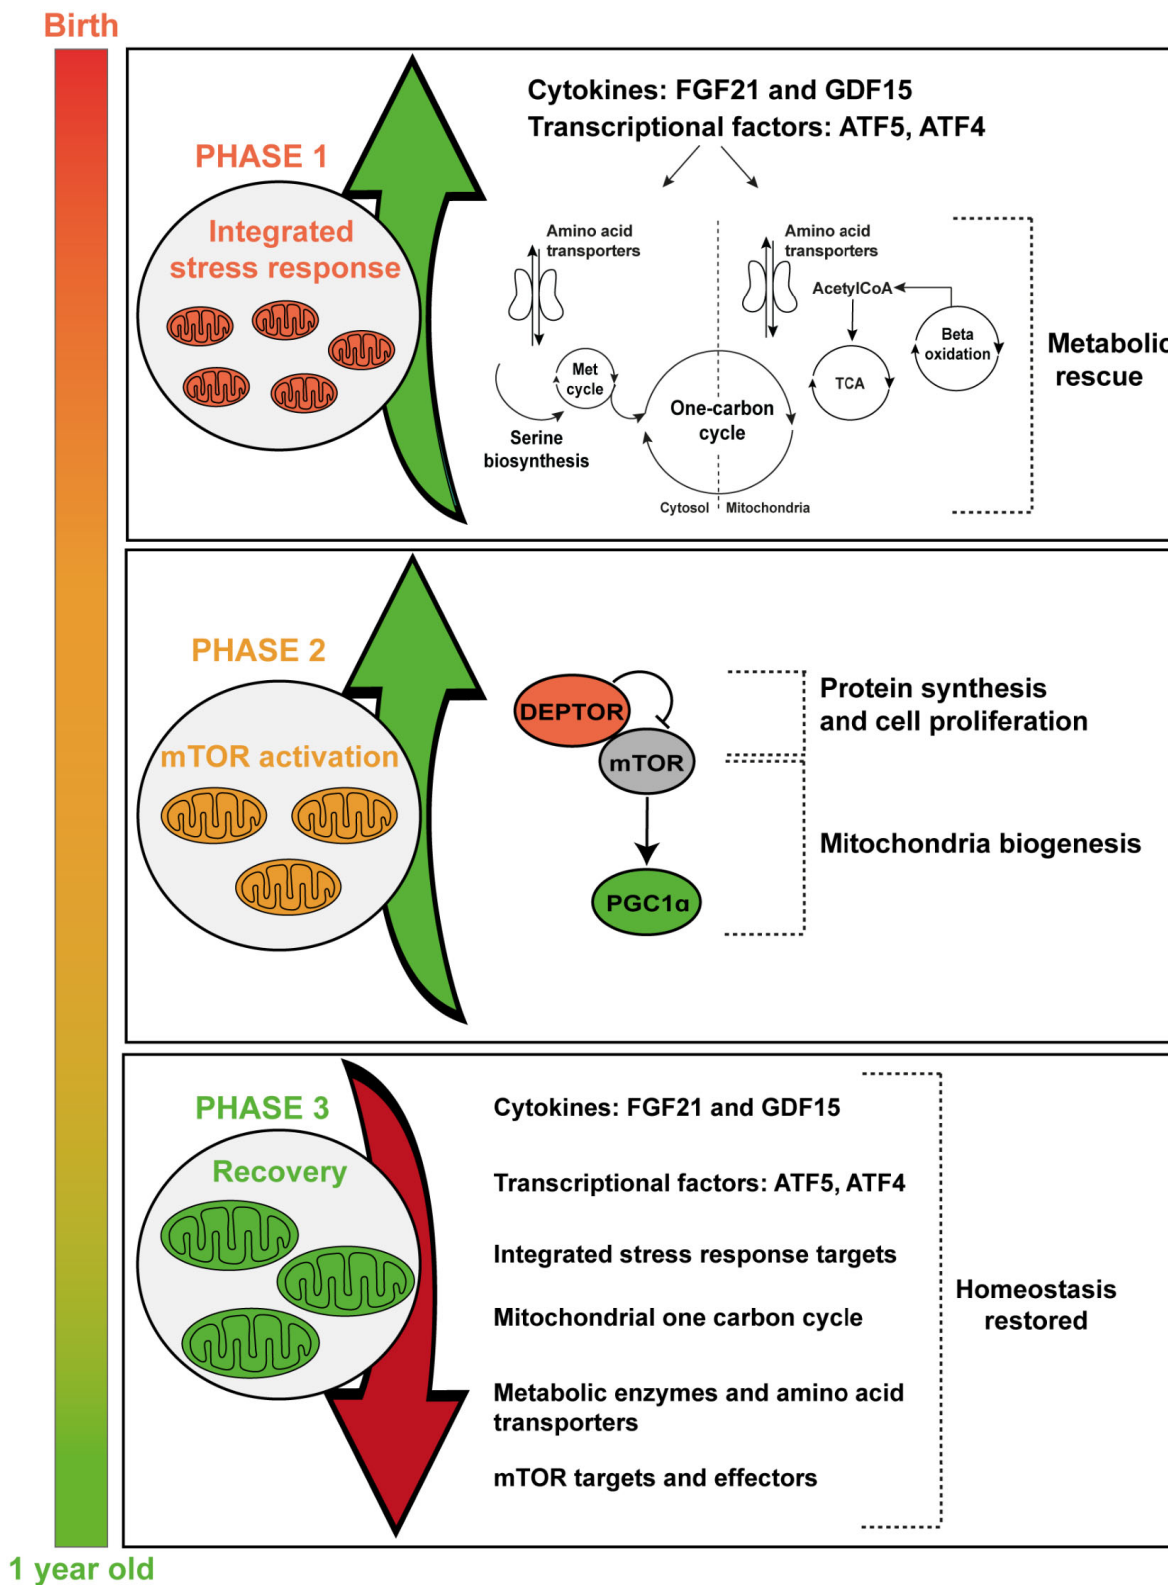 Birth
PHASE 1
Integrated
stress response
Cytokines: FGF21 and GDF15
Transcriptional factors: ATF5, ATF4
Amino acid
transporters
Amino acid
transporters
AcetylCoA
Beta
oxidation
TCA
Met
cycle
One-carbon
cycle
Serine
biosynthesis
Cytosol
Mitochondria
Metabolic
rescue
PHASE 2
mTOR activation
DEPTOR
mTOR
PGC1α
Protein synthesis
and cell proliferation
Mitochondria biogenesis
PHASE 3
Recovery
Cytokines: FGF21 and GDF15
Transcriptional factors: ATF5, ATF4
Integrated stress response targets
Mitochondrial one carbon cycle
Metabolic enzymes and amino acid
transporters
mTOR targets and effectors
Homeostasis
restored
1 year old